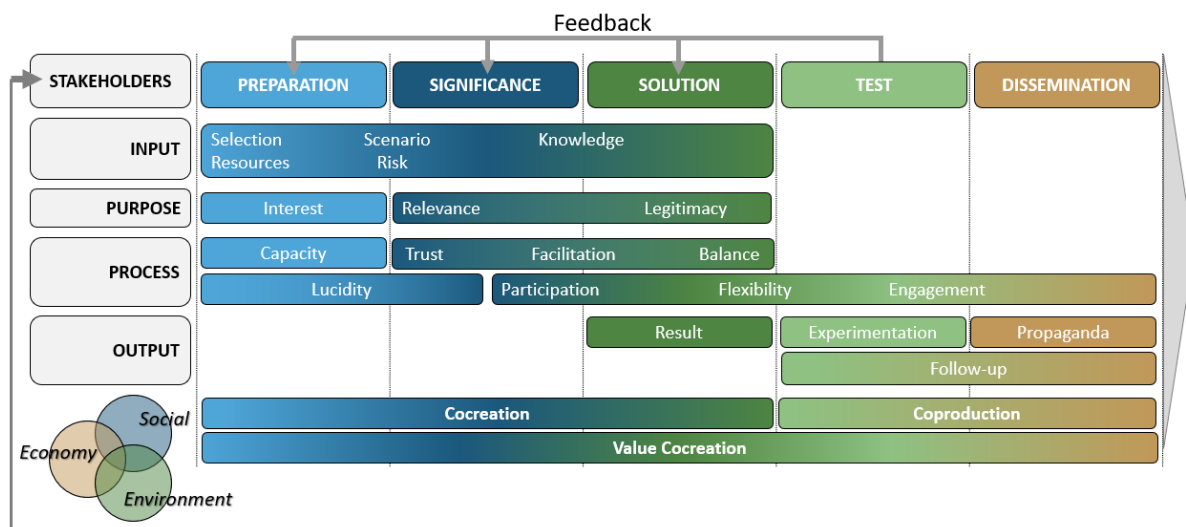 Feedback
STAKEHOLDERS
PREPARATION
SIGNIFICANCE
SOLUTION
TEST
DISSEMINATION
INPUT
Selection
Scenario
Knowledge
Resources
Risk
PURPOSE
Interest
Relevance
Legitimacy
PROCESS
Capacity
Trust
Facilitation
Balance
Lucidity
Participation
Flexibility
Engagement
OUTPUT
Result
Experimentation
Propaganda
Follow-up
Cocreation
Coproduction
Value Cocreation
Social
Economy
Environment